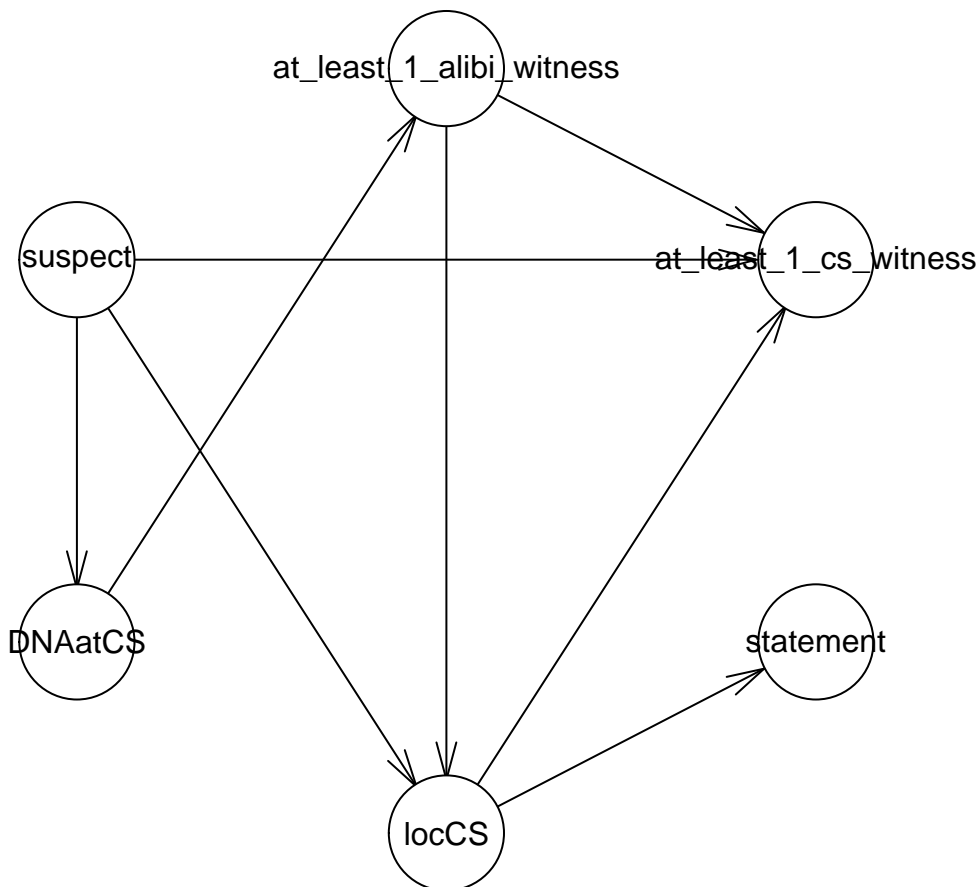 at_least_1_alibi_witness
suspect
at_least_1_cs_witness
DNAatCS
statement
locCS